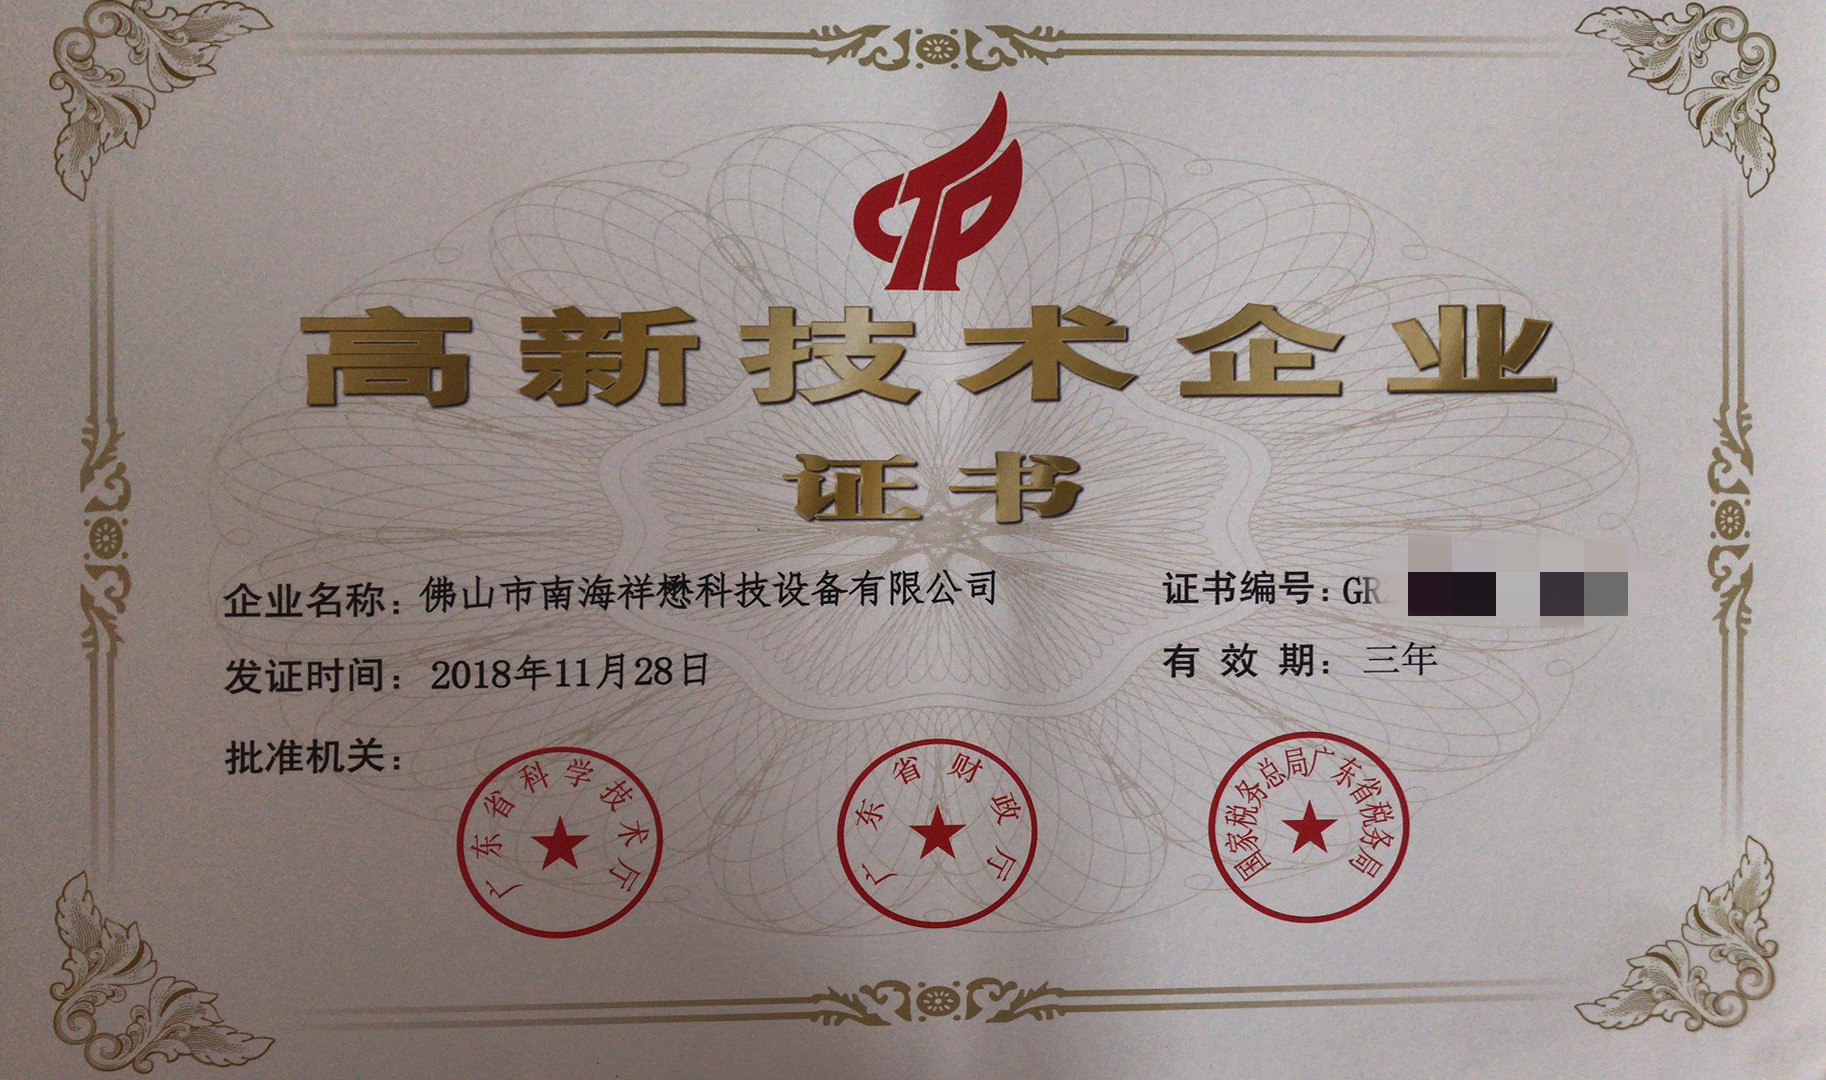 高新技术企业
证书
企业名称：佛山市南海祥懋科技设备有限公司
证书编号：GR
发证时间：2018年11月28日
有效期：三年
批准机关：
广东省科学技术厅
广东省财政厅
国家税务总局广东省税务局